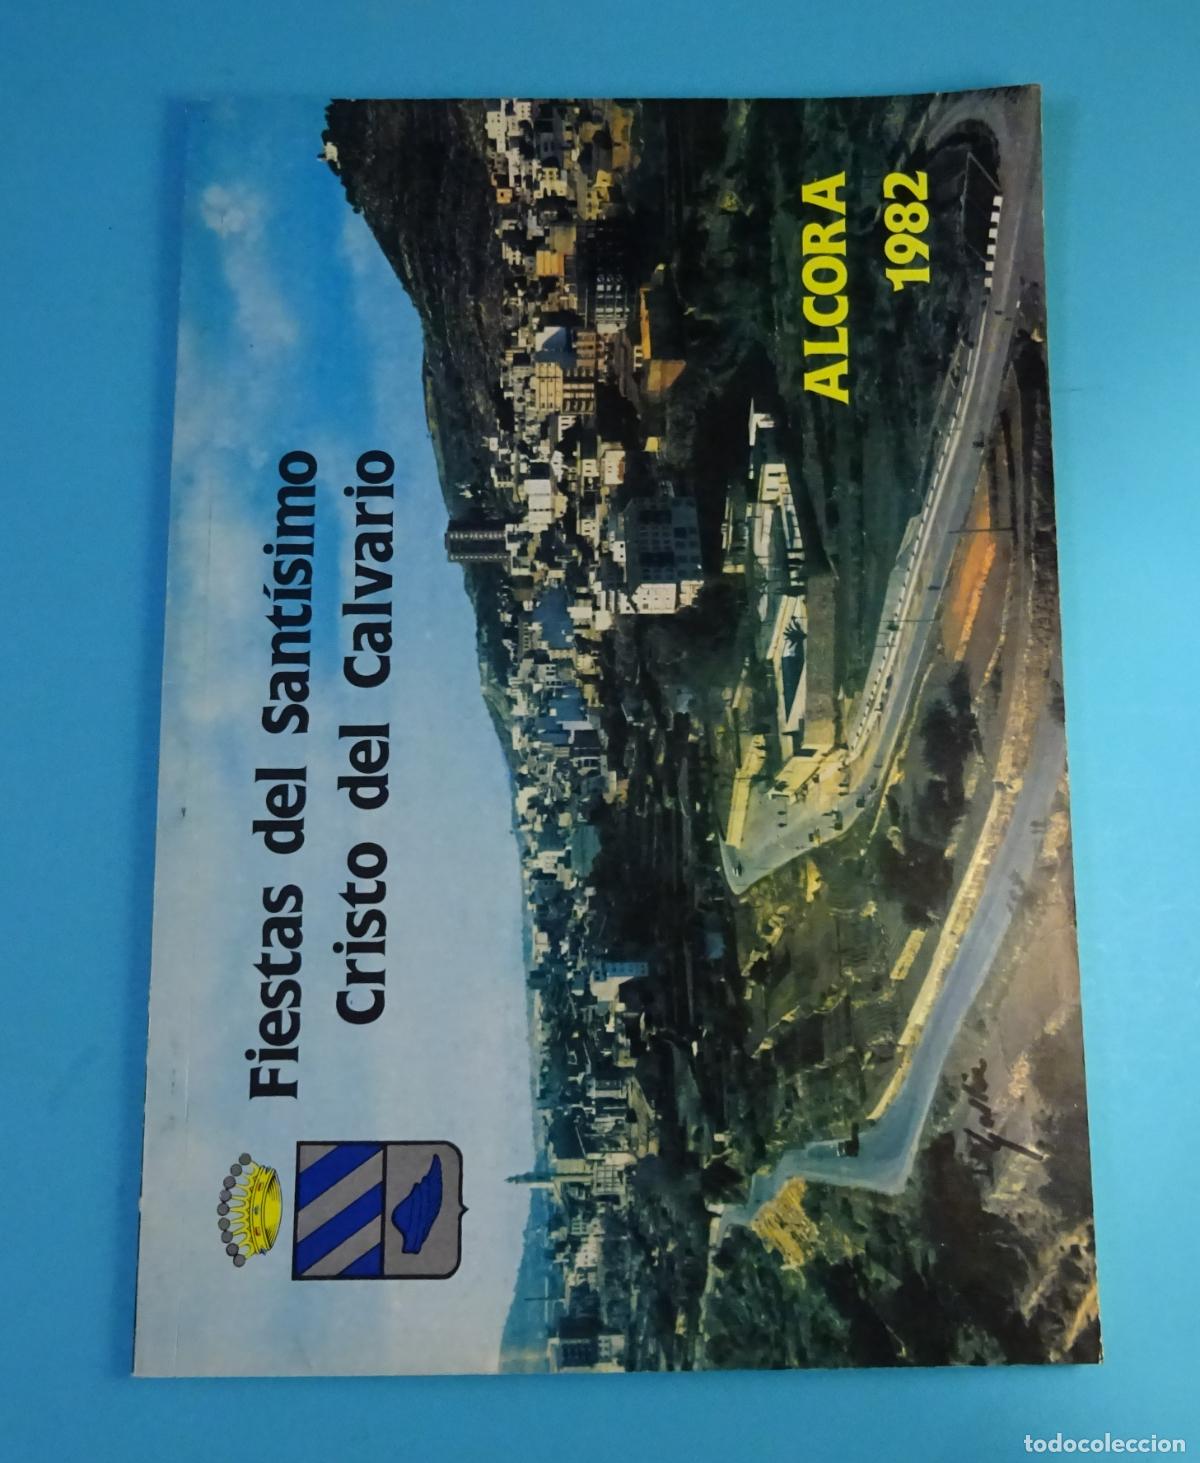 Fiestas del Santísimo
Cristo del Calvario
ALCORA
1982
todocoleccion